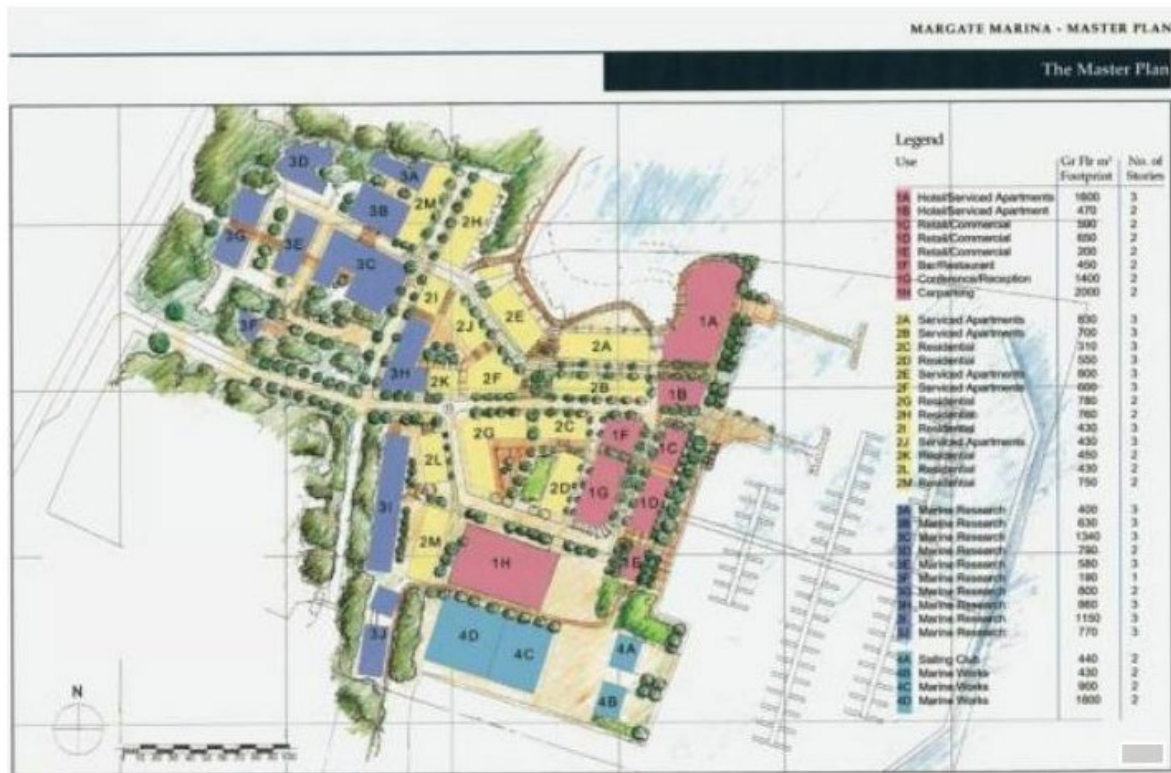 MARGATE MARINA - MASTER PLAN
The Master Plan
Legend
Use Gr Flr m² Footprint No. of Stories
1A Hotel/Serviced Apartments 1600 3
1B Hotel/Serviced Apartment 470 2
1C Retail/Commercial 590 2
1D Retail/Commercial 650 2
1E Retail/Commercial 200 2
1F Bar/Restaurant 450 2
1G Conference/Reception 1400 2
1H Carparking 2000 2
2A Serviced Apartments 830 3
2B Serviced Apartments 700 3
2C Residential 310 3
2D Residential 550 3
2E Serviced Apartments 900 3
2F Serviced Apartments 600 3
2G Residential 780 2
2H Residential 760 2
2I Residential 430 3
2J Serviced Apartments 430 3
2K Residential 450 2
2L Residential 430 2
2M Residential 750 2
3A Marine Research 400 3
3B Marine Research 630 3
3C Marine Research 1340 3
3D Marine Research 790 2
3E Marine Research 580 3
3F Marine Research 190 1
3G Marine Research 800 2
3H Marine Research 3
3I Marine Research 1150 3
3J Marine Research 770 3
4A Sailing Club 440 2
4B Marine Works 430 2
4C Marine Works 900 2
4D Marine Works 1600 2
3D
3A
3B
2M
2H
3G
3E
3C
2I
2E
2J
1A
3F
2A
3H
2K
2F
2B
1B
2G
2C
1F
1C
2L
2D
1G
1D
3I
2M
1H
1E
3J
4D
4C
4A
4B
N